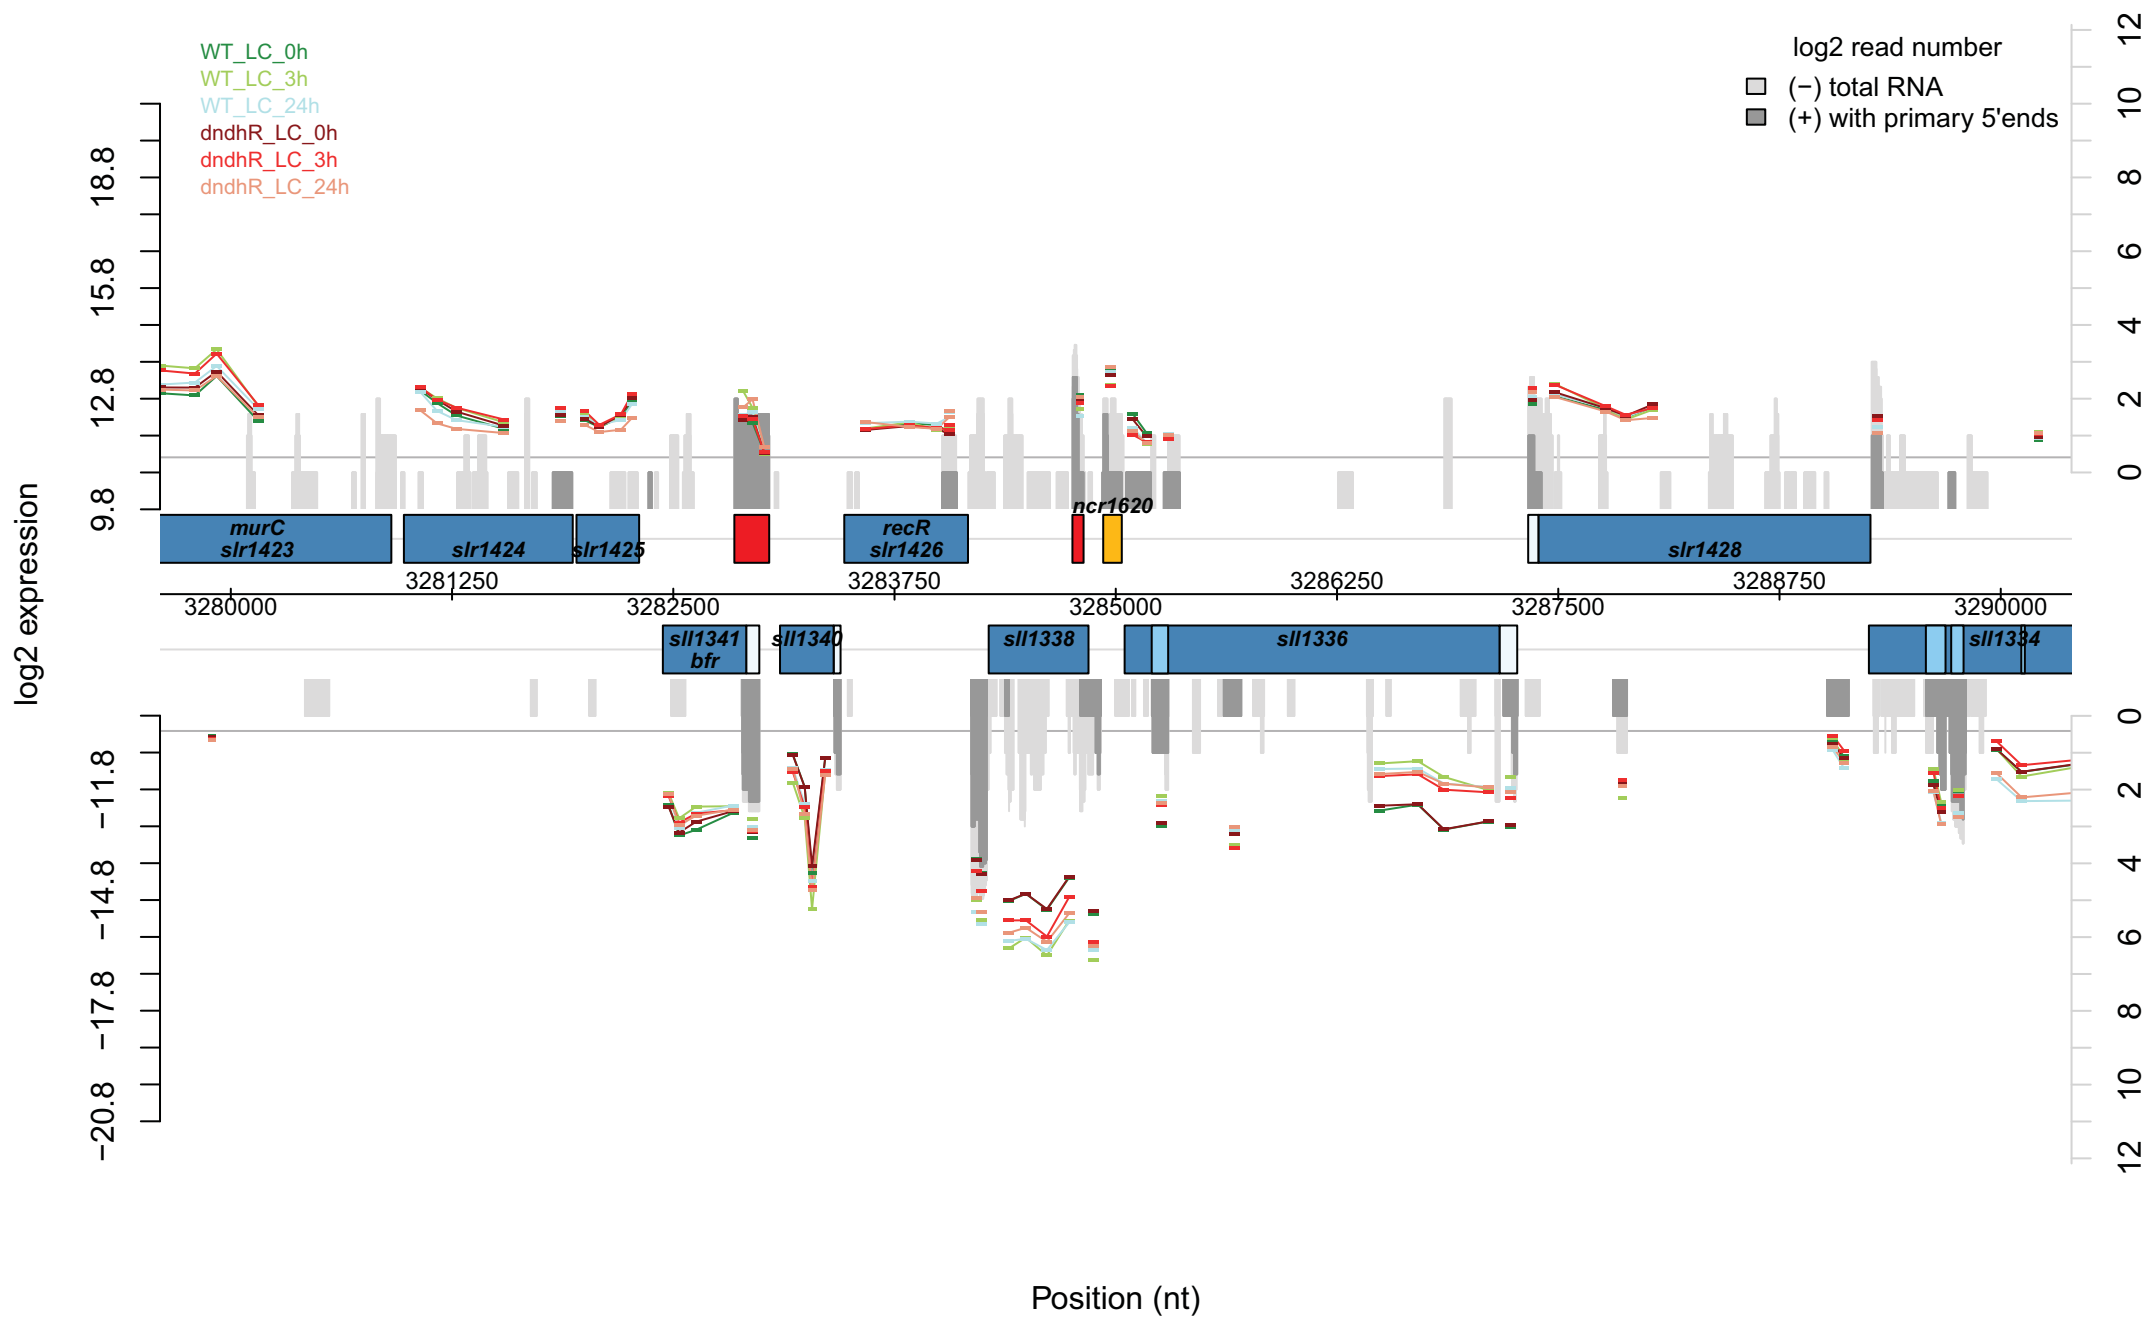 WT_LC_0h
WT_LC_3h
WT_LC_24h
dndhR_LC_0h
dndhR_LC_3h
dndhR_LC_24h
log2 read number
(−) total RNA
(+) with primary 5'ends
12
10
8
6
4
2
0
18.8
15.8
12.8
9.8
log2 expression
ncr1620
murC
slr1423
slr1424
slr1425
recR
slr1426
slr1428
3281250
3283750
3286250
3288750
3280000
3282500
3285000
3287500
3290000
sll1341
bfr
sll1340
sll1338
sll1336
sll1334
−11.8
−14.8
−17.8
−20.8
0
2
4
6
8
10
12
Position (nt)